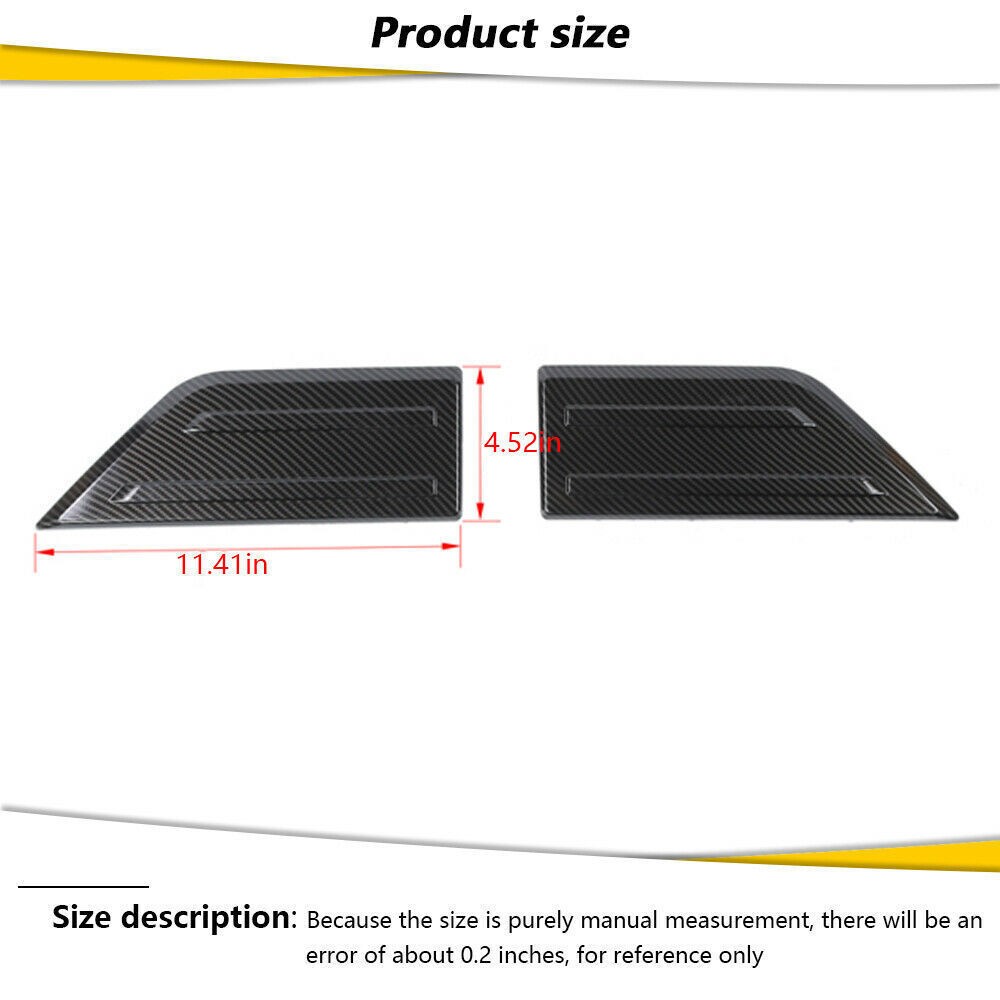 Product size
4.52in
11.41in
Size description: Because the size is purely manual measurement, there will be an
error of about 0.2 inches, for reference only